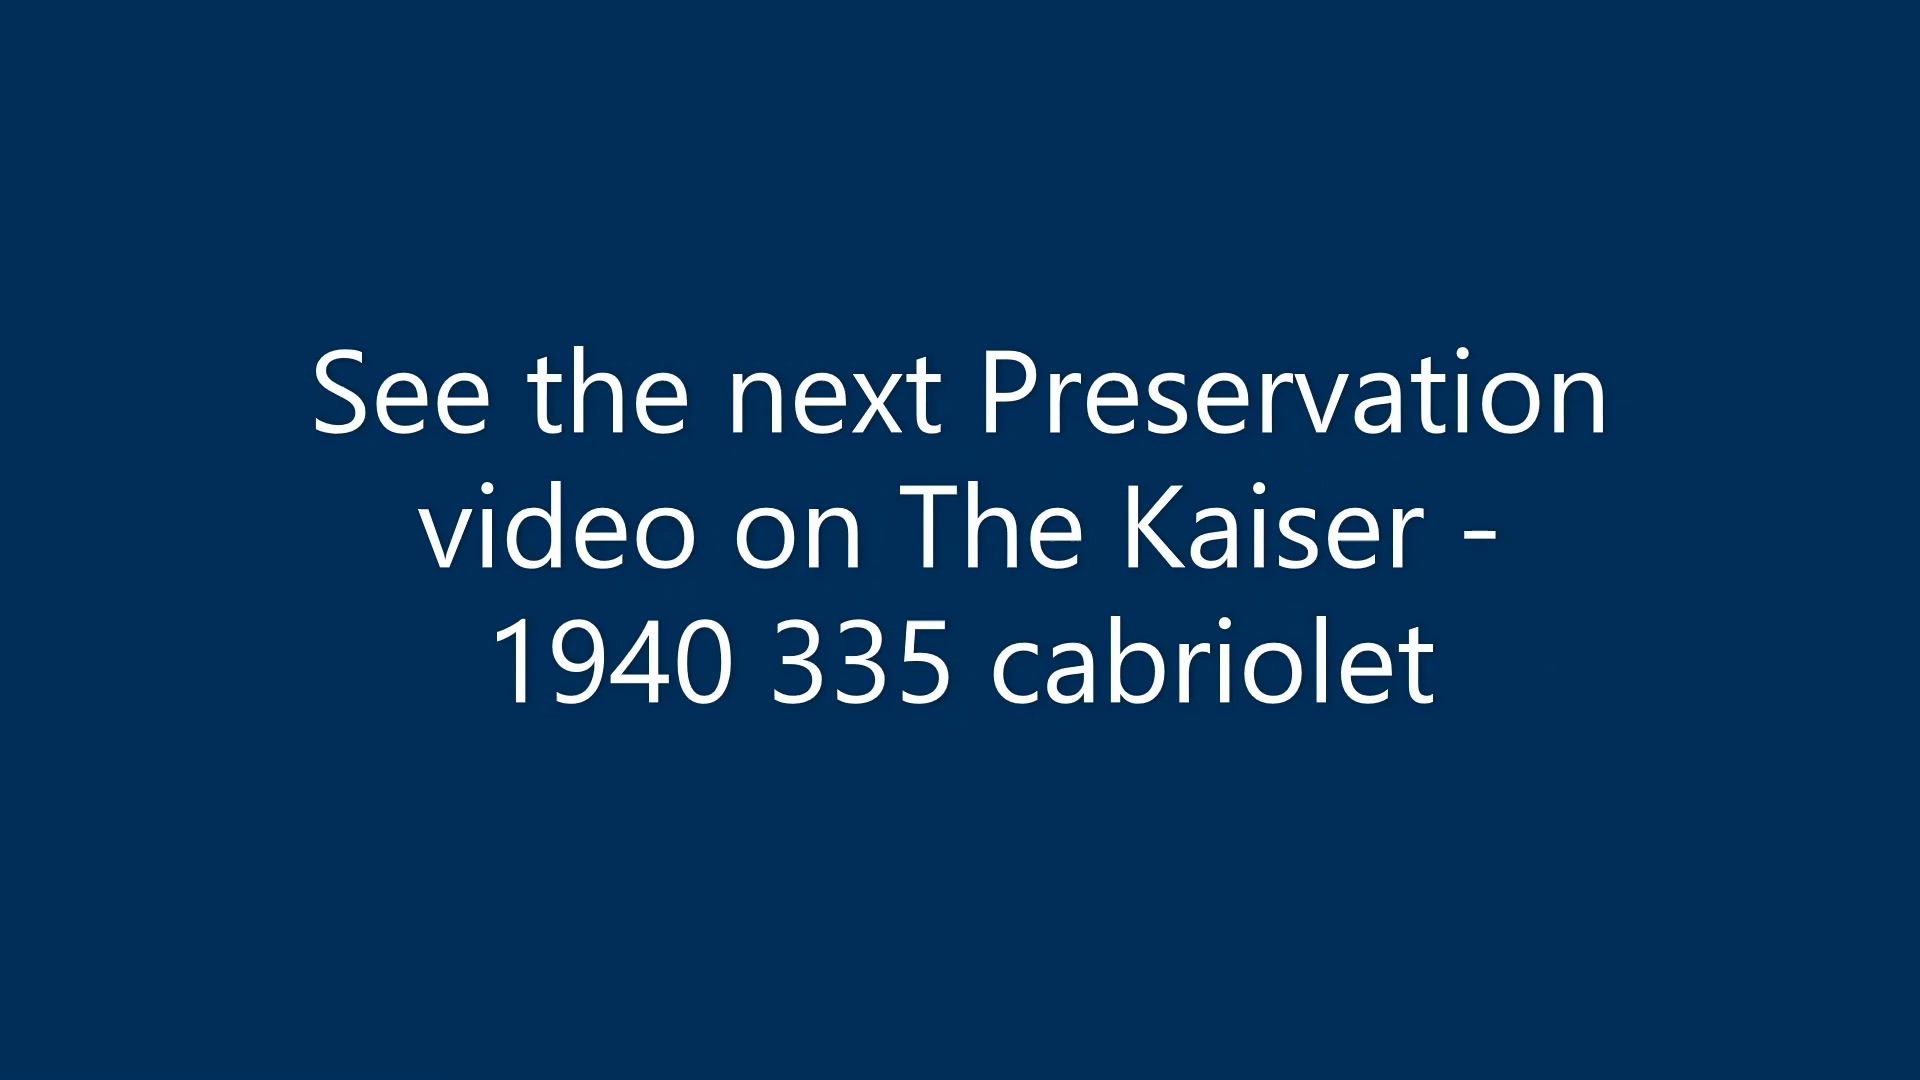 See the next Preservation
video on The Kaiser -
1940 335 cabriolet